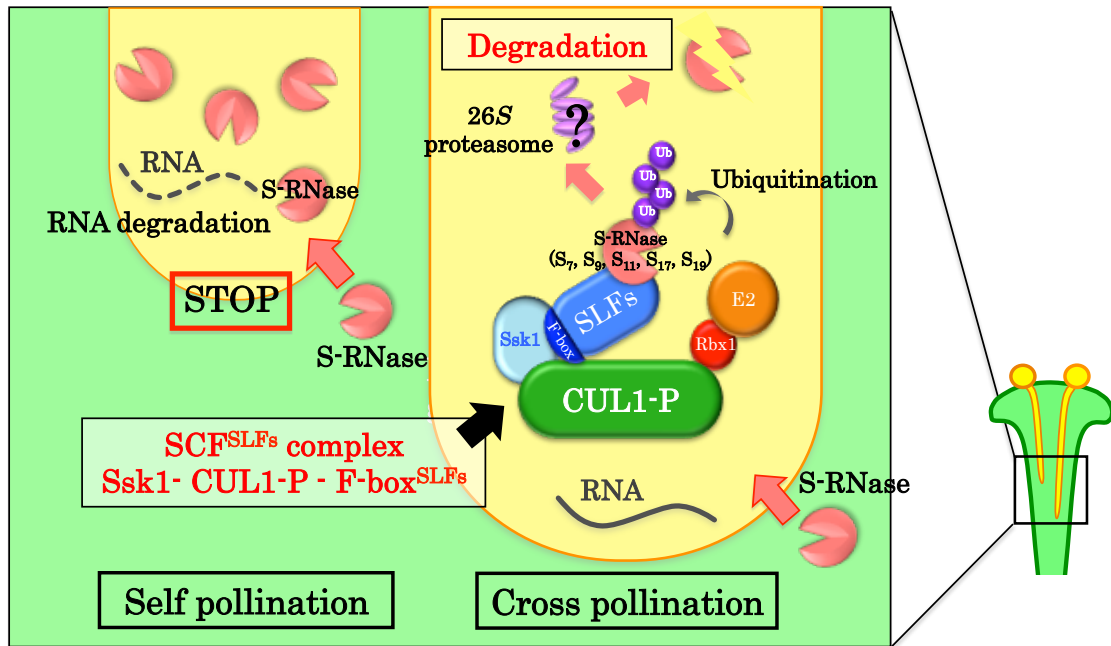 Degradation
26S
proteasome
?
Ub
Ub
Ub
Ub
Ubiquitination
RNA
S-RNase
RNA degradation
STOP
S-RNase
S-RNase
(S7, S9, S11, S17, S19)
SLFs
F-box
Ssk1
E2
Rbx1
CUL1-P
SCFSLFs complex
Ssk1- CUL1-P - F-boxSLFs
RNA
S-RNase
Self pollination
Cross pollination